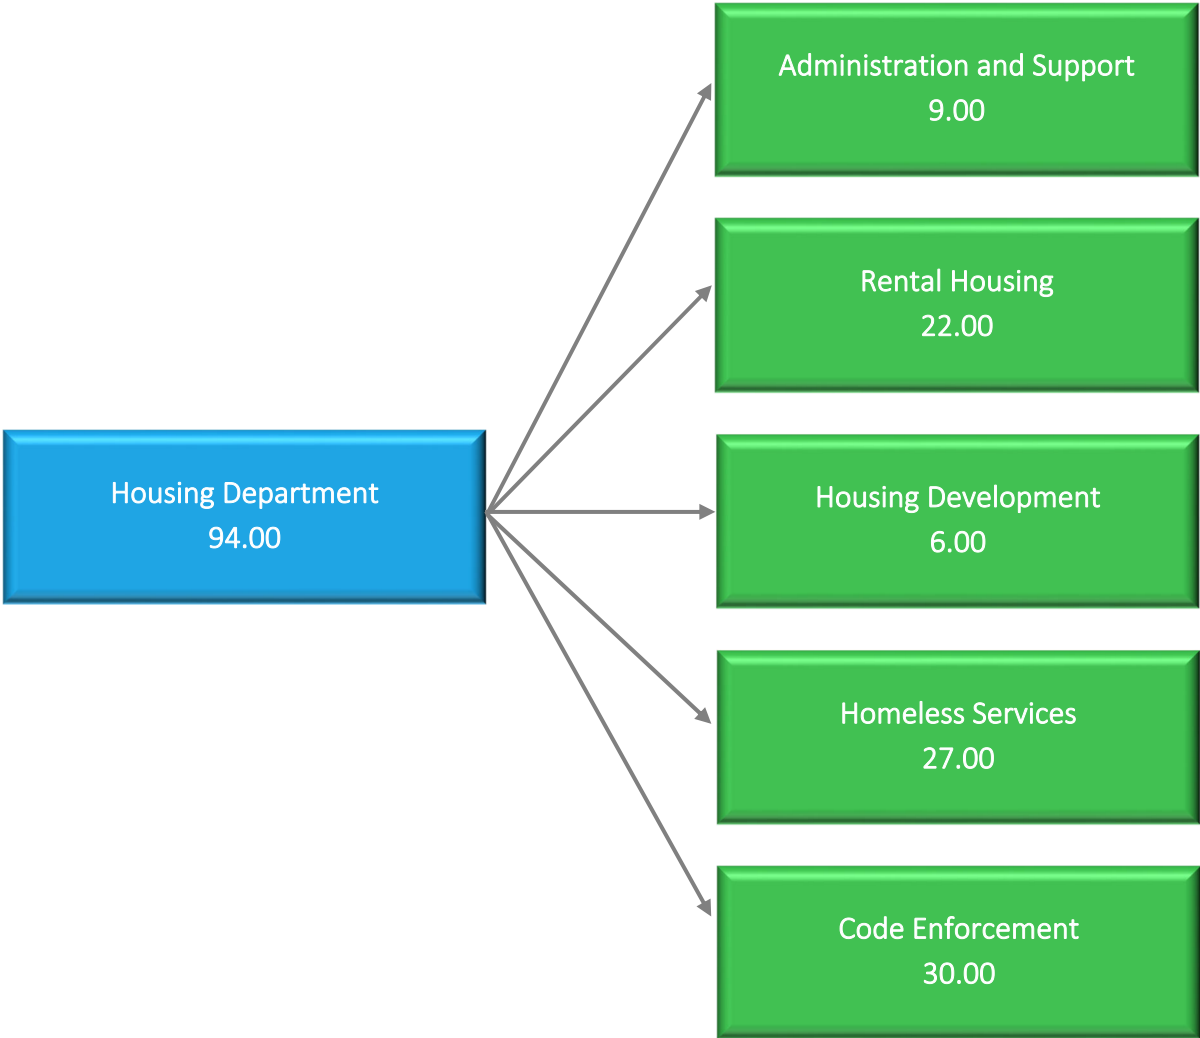 Administration and Support
9.00
Rental Housing
22.00
Housing Department
94.00
Housing Development
6.00
Homeless Services
27.00
Code Enforcement
30.00